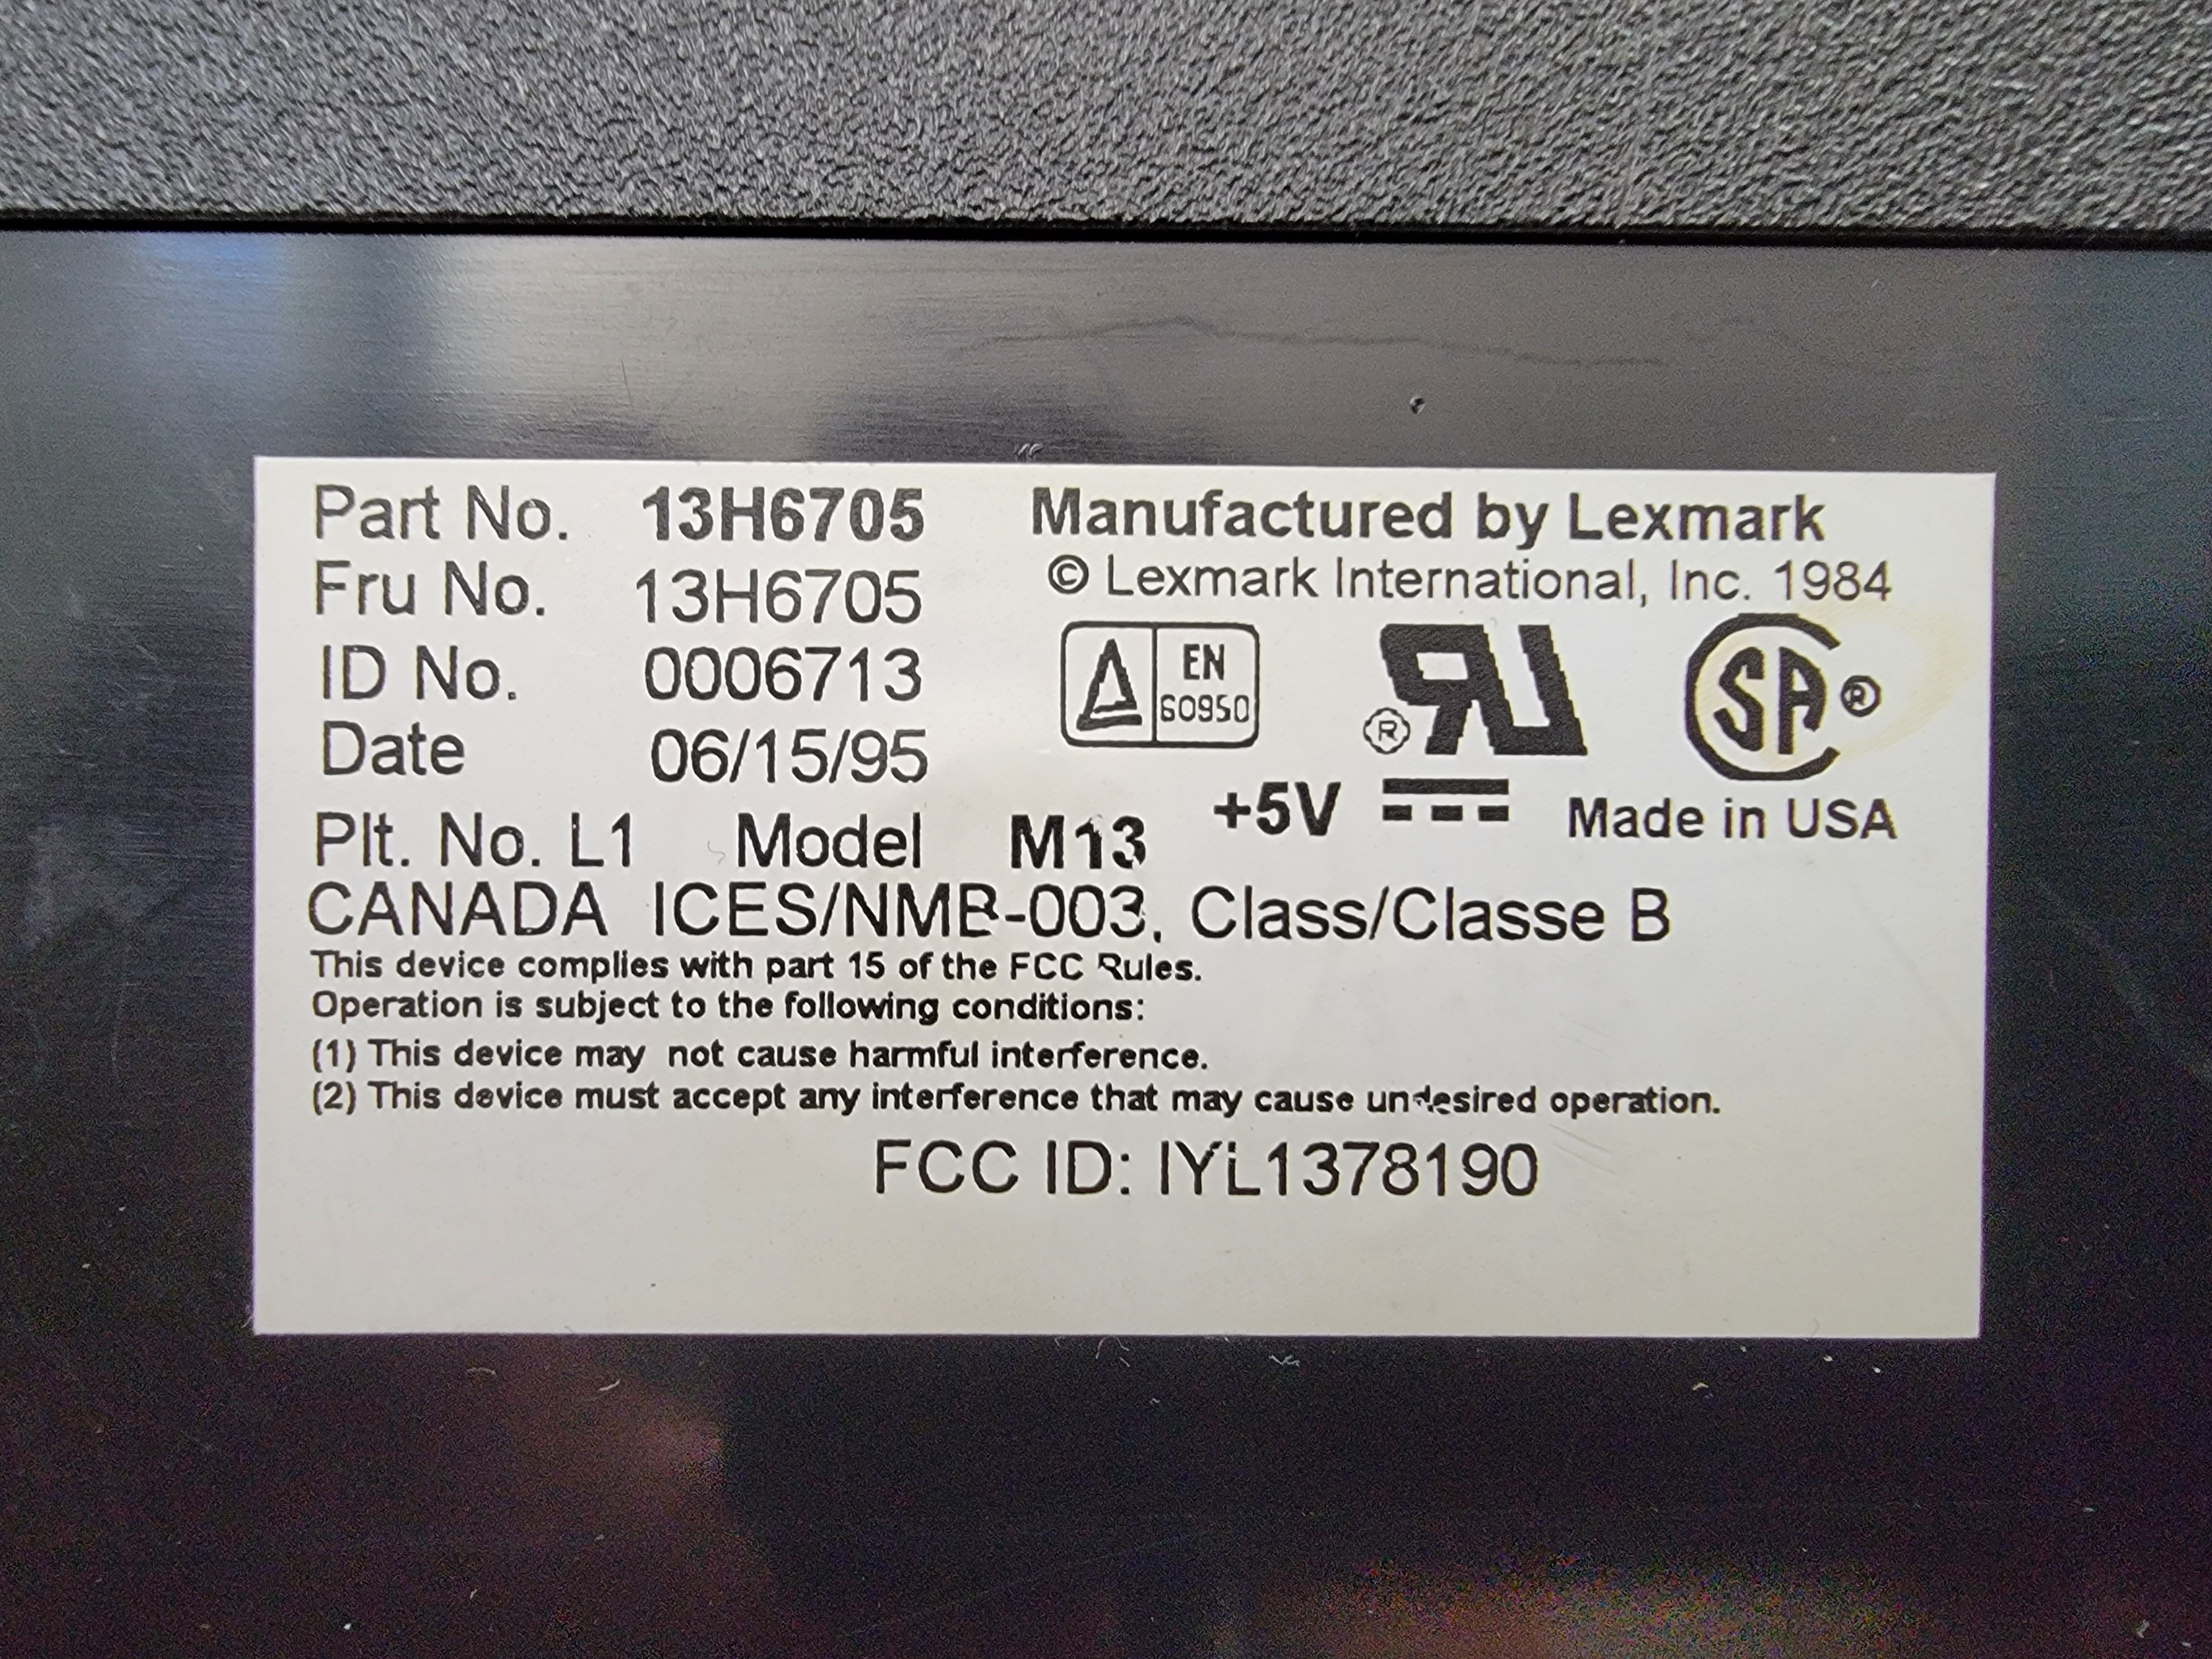 Part No. 13H6705 Manufactured by Lexmark
Fru No. 13H6705 © Lexmark International, Inc. 1984
ID No. 0006713 EN 60950 ® UR SA ®
Date 06/15/95
Plt. No. L1 Model M13 +5V Made in USA
CANADA ICES/NMB-003, Class/Classe B
This device complies with part 15 of the FCC Rules.
Operation is subject to the following conditions:
(1) This device may not cause harmful interference.
(2) This device must accept any interference that may cause undesired operation.
FCC ID: IYL1378190